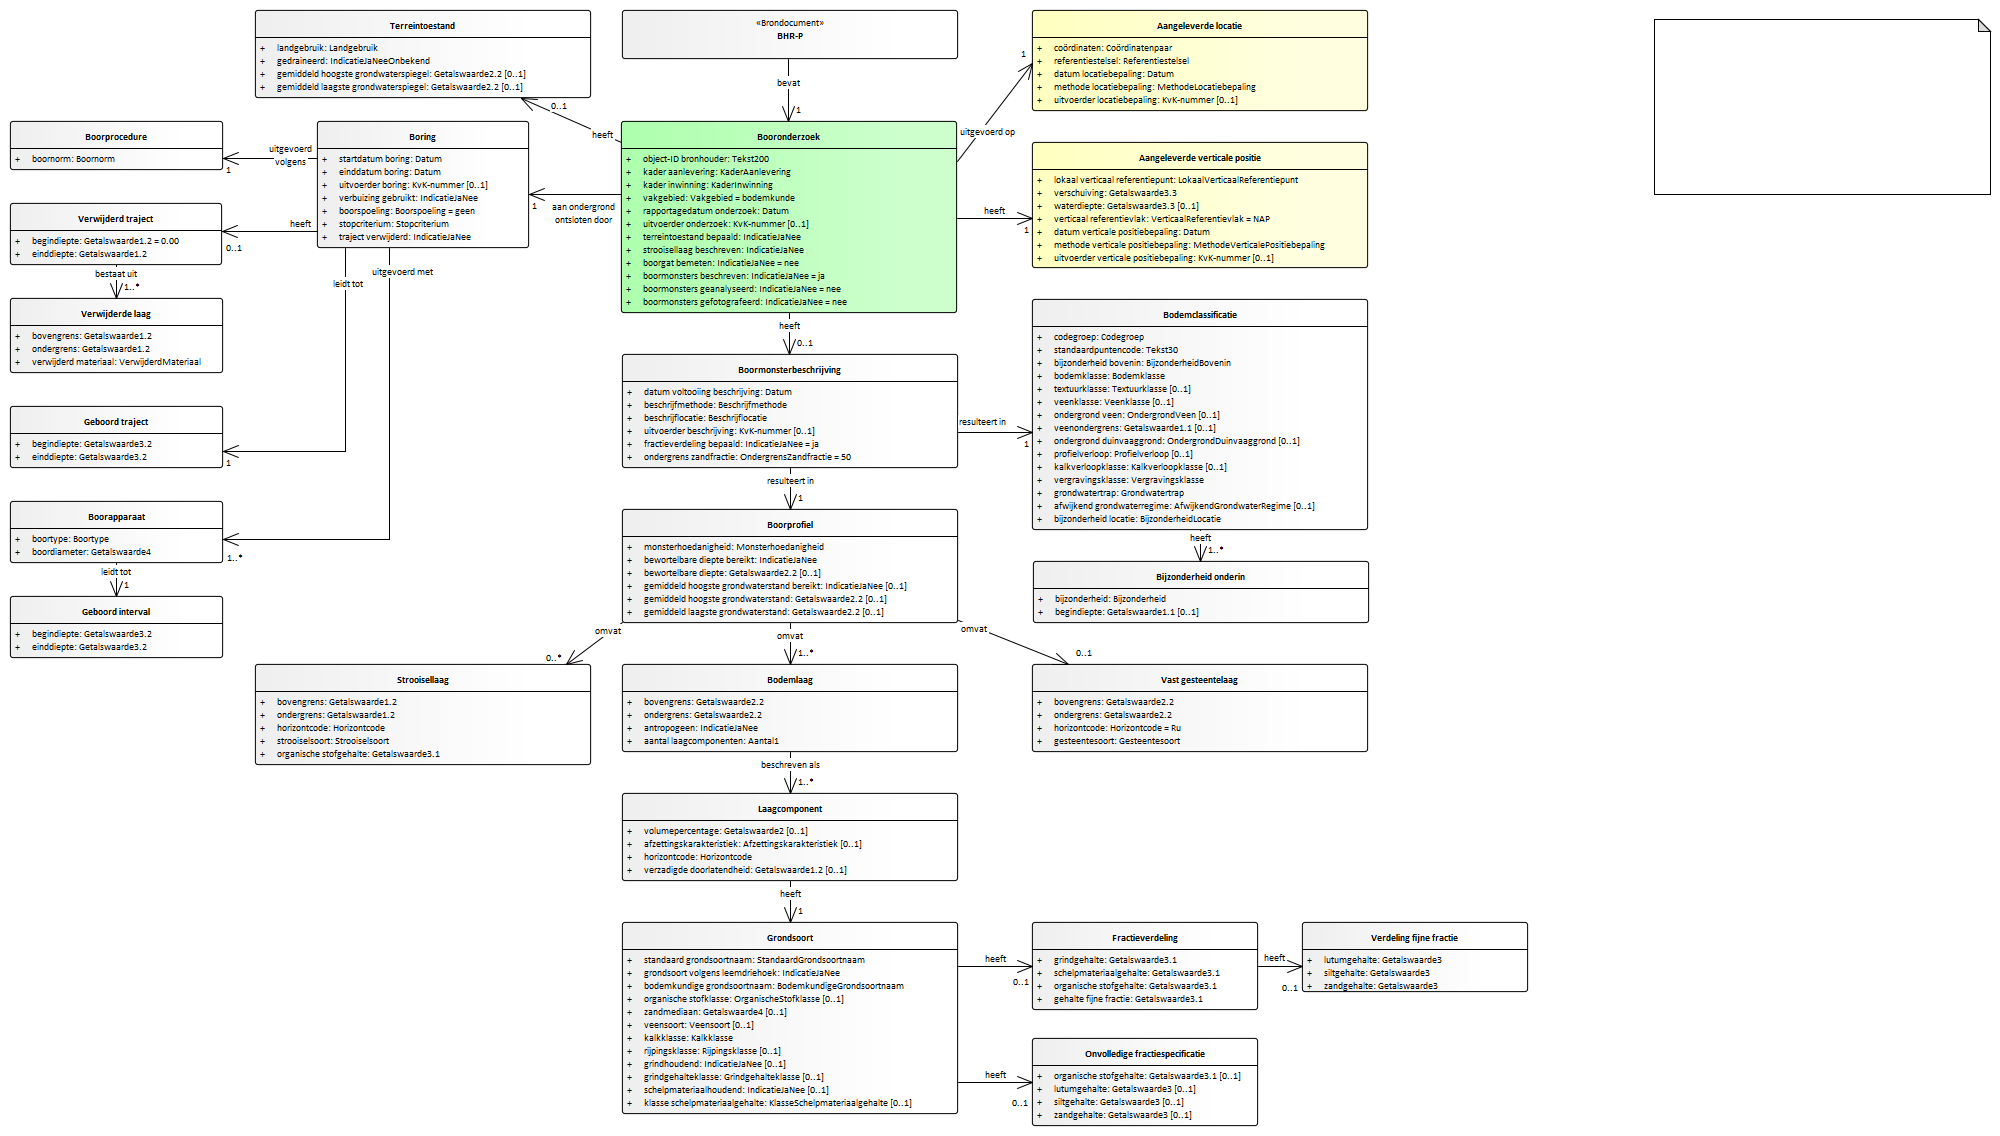 Terreintoestand
+ landgebruik: Landgebruik
+ gedraineerd: IndicatieJaNeeOnbekend
+ gemiddeld hoogste grondwaterspiegel: Getalswaarde2.2 [0..1]
+ gemiddeld laagste grondwaterspiegel: Getalswaarde2.2 [0..1]
«Brondocument»
BHR-P
bevat
1
Aangeleverde locatie
+ coördinaten: Coördinatenpaar
+ referentiestelsel: Referentiestelsel
+ datum locatiebepaling: Datum
+ methode locatiebepaling: MethodeLocatiebepaling
+ uitvoerder locatiebepaling: KvK-nummer [0..1]
1
uitgevoerd op
0..1
heeft
Boorprocedure
+ boornorm: Boornorm
uitgevoerd
volgens
1
Boring
+ startdatum boring: Datum
+ einddatum boring: Datum
+ uitvoerder boring: KvK-nummer [0..1]
+ verbuizing gebruikt: IndicatieJaNee
+ boorspoeling: Boorspoeling = geen
+ stopcriterium: Stopcriterium
+ traject verwijderd: IndicatieJaNee
1
aan ondergrond
ontsloten door
Booronderzoek
+ object-ID bronhouder: Tekst200
+ kader aanlevering: KaderAanlevering
+ kader inwinning: KaderInwinning
+ vakgebied: Vakgebied = bodemkunde
+ rapportagedatum onderzoek: Datum
+ uitvoerder onderzoek: KvK-nummer [0..1]
+ terreintoestand bepaald: IndicatieJaNee
+ strooisellaag beschreven: IndicatieJaNee
+ boorgat bemeten: IndicatieJaNee = nee
+ boormonsters beschreven: IndicatieJaNee = ja
+ boormonsters geanalyseerd: IndicatieJaNee = nee
+ boormonsters gefotografeerd: IndicatieJaNee = nee
heeft
1
Aangeleverde verticale positie
+ lokaal verticaal referentiepunt: LokaalVerticaalReferentiepunt
+ verschuiving: Getalswaarde3.3
+ waterdiepte: Getalswaarde3.3 [0..1]
+ verticaal referentievlak: VerticaalReferentievlak = NAP
+ datum verticale positiebepaling: Datum
+ methode verticale positiebepaling: MethodeVerticalePositiebepaling
+ uitvoerder verticale positiebepaling: KvK-nummer [0..1]
Verwijderd traject
+ begindiepte: Getalswaarde1.2 = 0.00
+ einddiepte: Getalswaarde1.2
heeft
0..1
bestaat uit
1..*
Verwijderde laag
+ bovengrens: Getalswaarde1.2
+ ondergrens: Getalswaarde1.2
+ verwijderd materiaal: VerwijderdMateriaal
uitgevoerd met
leidt tot
Geboord traject
+ begindiepte: Getalswaarde3.2
+ einddiepte: Getalswaarde3.2
1
Boorapparaat
+ boortype: Boortype
+ boordiameter: Getalswaarde4
1..*
leidt tot
1
Geboord interval
+ begindiepte: Getalswaarde3.2
+ einddiepte: Getalswaarde3.2
heeft
0..1
Boormonsterbeschrijving
+ datum voltooiing beschrijving: Datum
+ beschrijfmethode: Beschrijfmethode
+ beschrijflocatie: Beschrijflocatie
+ uitvoerder beschrijving: KvK-nummer [0..1]
+ fractieverdeling bepaald: IndicatieJaNee = ja
+ ondergrens zandfractie: OndergrensZandfractie = 50
resulteert in
1
Bodemclassificatie
+ codegroep: Codegroep
+ standaardpuntencode: Tekst30
+ bijzonderheid bovenin: BijzonderheidBovenin
+ bodemklasse: Bodemklasse
+ textuurklasse: Textuurklasse [0..1]
+ veenklasse: Veenklasse [0..1]
+ ondergrond veen: OndergrondVeen [0..1]
+ veenondergrens: Getalswaarde1.1 [0..1]
+ ondergrond duinvaaggrond: OndergrondDuinvaaggrond [0..1]
+ profielverloop: Profielverloop [0..1]
+ kalkverloopklasse: Kalkverloopklasse [0..1]
+ vergravingsklasse: Vergravingsklasse
+ grondwatertrap: Grondwatertrap
+ afwijkend grondwaterregime: AfwijkendGrondwaterRegime [0..1]
+ bijzonderheid locatie: BijzonderheidLocatie
heeft
1..*
Bijzonderheid onderin
+ bijzonderheid: Bijzonderheid
+ begindiepte: Getalswaarde1.1 [0..1]
resulteert in
1
Boorprofiel
+ monsterhoedanigheid: Monsterhoedanigheid
+ bewortelbare diepte bereikt: IndicatieJaNee
+ bewortelbare diepte: Getalswaarde2.2 [0..1]
+ gemiddeld hoogste grondwaterstand bereikt: IndicatieJaNee [0..1]
+ gemiddeld hoogste grondwaterstand: Getalswaarde2.2 [0..1]
+ gemiddeld laagste grondwaterstand: Getalswaarde2.2 [0..1]
omvat
0..*
omvat
1..*
omvat
0..1
Strooisellaag
+ bovengrens: Getalswaarde1.2
+ ondergrens: Getalswaarde1.2
+ horizontcode: Horizontcode
+ strooiselsoort: Strooiselsoort
+ organische stofgehalte: Getalswaarde3.1
Bodemlaag
+ bovengrens: Getalswaarde2.2
+ ondergrens: Getalswaarde2.2
+ antropogeen: IndicatieJaNee
+ aantal laagcomponenten: Aantal1
Vast gesteentelaag
+ bovengrens: Getalswaarde2.2
+ ondergrens: Getalswaarde2.2
+ horizontcode: Horizontcode = Ru
+ gesteentesoort: Gesteentesoort
beschreven als
1..*
Laagcomponent
+ volumepercentage: Getalswaarde2 [0..1]
+ afzettingskarakteristiek: Afzettingskarakteristiek [0..1]
+ horizontcode: Horizontcode
+ verzadigde doorlatendheid: Getalswaarde1.2 [0..1]
heeft
1
Grondsoort
+ standaard grondsoortnaam: StandaardGrondsoortnaam
+ grondsoort volgens leemdriehoek: IndicatieJaNee
+ bodemkundige grondsoortnaam: BodemkundigeGrondsoortnaam
+ organische stofklasse: OrganischeStofklasse [0..1]
+ zandmediaan: Getalswaarde4 [0..1]
+ veensoort: Veensoort [0..1]
+ kalkklasse: Kalkklasse
+ rijpingsklasse: Rijpingsklasse [0..1]
+ grindhoudend: IndicatieJaNee [0..1]
+ grindgehalteklasse: Grindgehalteklasse [0..1]
+ schelpmateriaalhoudend: IndicatieJaNee [0..1]
+ klasse schelpmateriaalgehalte: KlasseSchelpmateriaalgehalte [0..1]
heeft
0..1
Fractieverdeling
+ grindgehalte: Getalswaarde3.1
+ schelpmateriaalgehalte: Getalswaarde3.1
+ organische stofgehalte: Getalswaarde3.1
+ gehalte fijne fractie: Getalswaarde3.1
heeft
0..1
Verdeling fijne fractie
+ lutumgehalte: Getalswaarde3
+ siltgehalte: Getalswaarde3
+ zandgehalte: Getalswaarde3
heeft
0..1
Onvolledige fractiespecificatie
+ organische stofgehalte: Getalswaarde3.1 [0..1]
+ lutumgehalte: Getalswaarde3 [0..1]
+ siltgehalte: Getalswaarde3 [0..1]
+ zandgehalte: Getalswaarde3 [0..1]